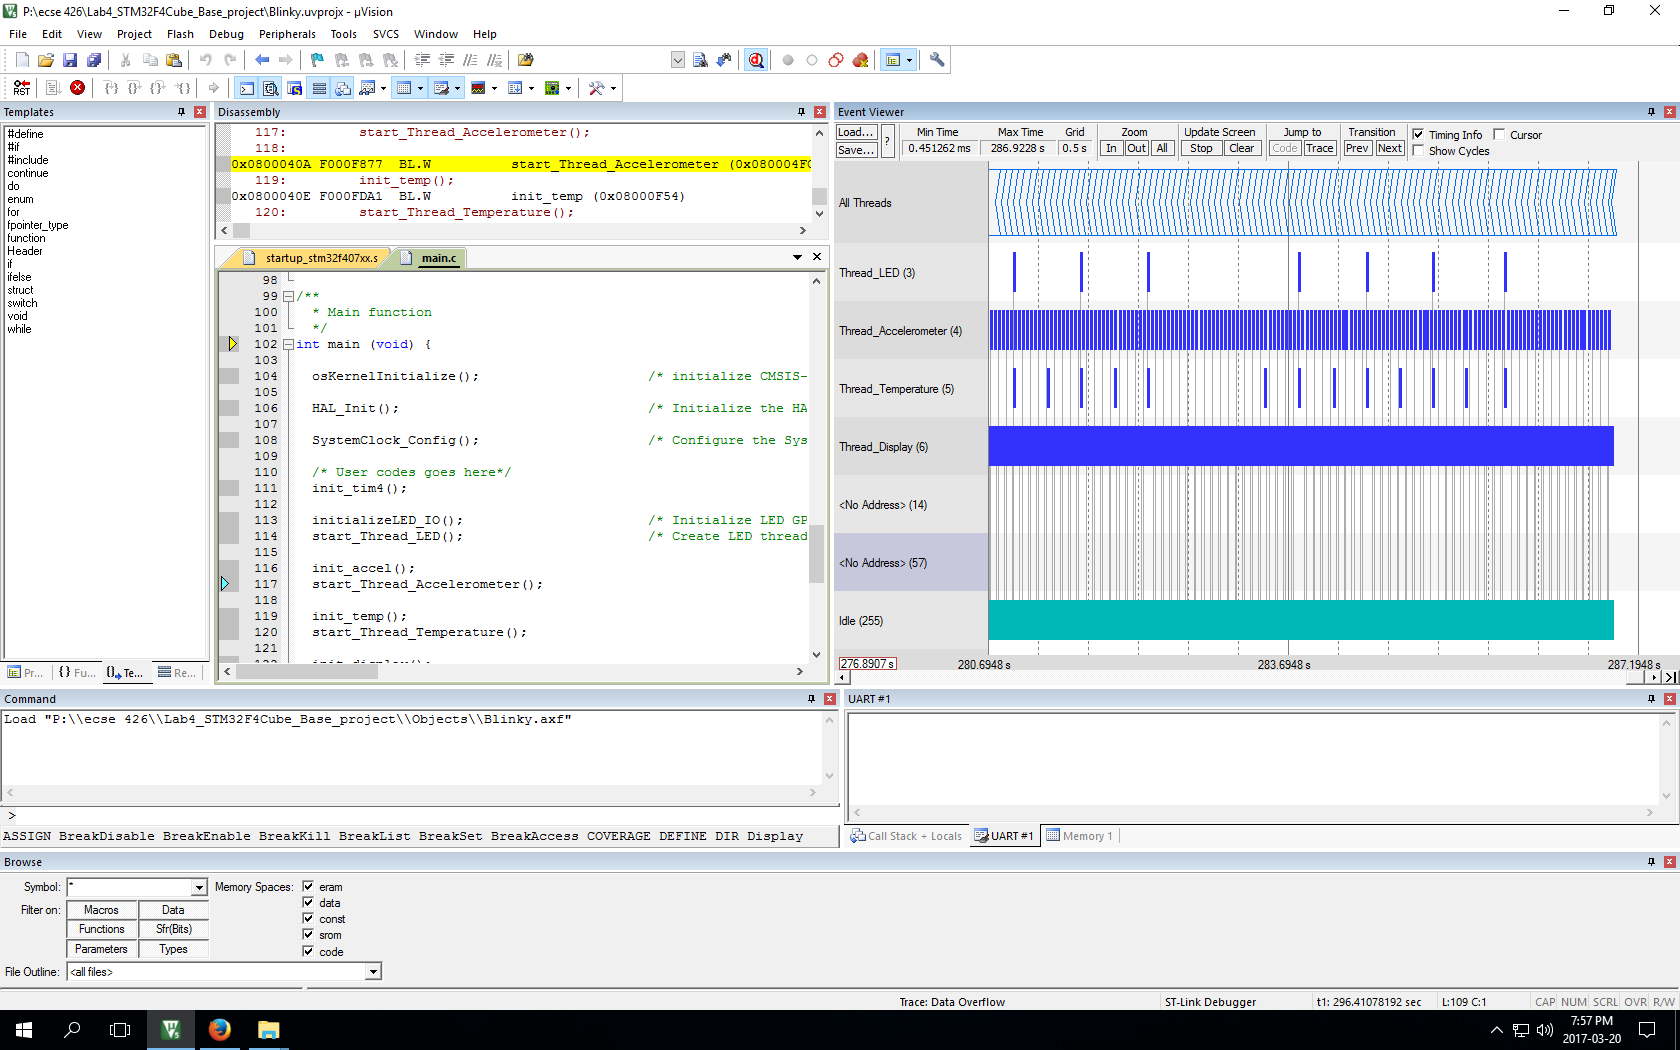 P:\ecse 426\Lab4_STM32F4Cube_Base_project\Blinky.uvprojx - µVision
File Edit View Project Flash Debug Peripherals Tools SVCS Window Help
Templates
#define
#if
#include
continue
do
enum
for
fpointer_type
function
Header
if
ifelse
struct
switch
void
while
Pr... {} Fu... Te... Re...
Disassembly
117: start_Thread_Accelerometer();
118:
0x0800040A F000F877 BL.W start_Thread_Accelerometer (0x080004FC
119: init_temp();
0x0800040E F000FDA1 BL.W init_temp (0x08000F54)
120: start_Thread_Temperature();
startup_stm32f407xx.s main.c
98
99 /**
100 * Main function
101 */
102 int main (void) {
103
104 osKernelInitialize(); /* initialize CMSIS-
105
106 HAL_Init(); /* Initialize the HA
107
108 SystemClock_Config(); /* Configure the Sys
109
110 /* User codes goes here*/
111 init_tim4();
112
113 initializeLED_IO(); /* Initialize LED GP
114 start_Thread_LED(); /* Create LED thread
115
116 init_accel();
117 start_Thread_Accelerometer();
118
119 init_temp();
120 start_Thread_Temperature();
121
122 init_display();
Event Viewer
Load... Save... ?
Min Time Max Time Grid Zoom Update Screen Jump to Transition Timing Info Cursor
0.451262 ms 286.9228 s 0.5 s In Out All Stop Clear Code Trace Prev Next Show Cycles
All Threads
Thread_LED (3)
Thread_Accelerometer (4)
Thread_Temperature (5)
Thread_Display (6)
<No Address> (14)
<No Address> (57)
Idle (255)
276.8907 s 280.6948 s 283.6948 s 287.1948 s
Command
Load "P:\\ecse 426\\Lab4_STM32F4Cube_Base_project\\Objects\\Blinky.axf"
>
ASSIGN BreakDisable BreakEnable BreakKill BreakList BreakSet BreakAccess COVERAGE DEFINE DIR Display
UART #1
Call Stack + Locals UART #1 Memory 1
Browse
Symbol: * Memory Spaces: eram
data
Filter on: Macros Data const
Functions Sfr(Bits) srom
Parameters Types code
File Outline: <all files>
Trace: Data Overflow ST-Link Debugger t1: 296.41078192 sec L:109 C:1 CAP NUM SCRL OVR R/W
7:57 PM
2017-03-20